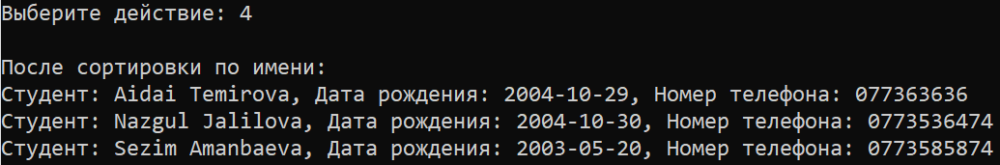 Выберите действие: 4
После сортировки по имени:
Студент: Aidai Temirova, Дата рождения: 2004-10-29, Номер телефона: 077363636
Студент: Nazgul Jalilova, Дата рождения: 2004-10-30, Номер телефона: 0773536474
Студент: Sezim Amanbaeva, Дата рождения: 2003-05-20, Номер телефона: 0773585874